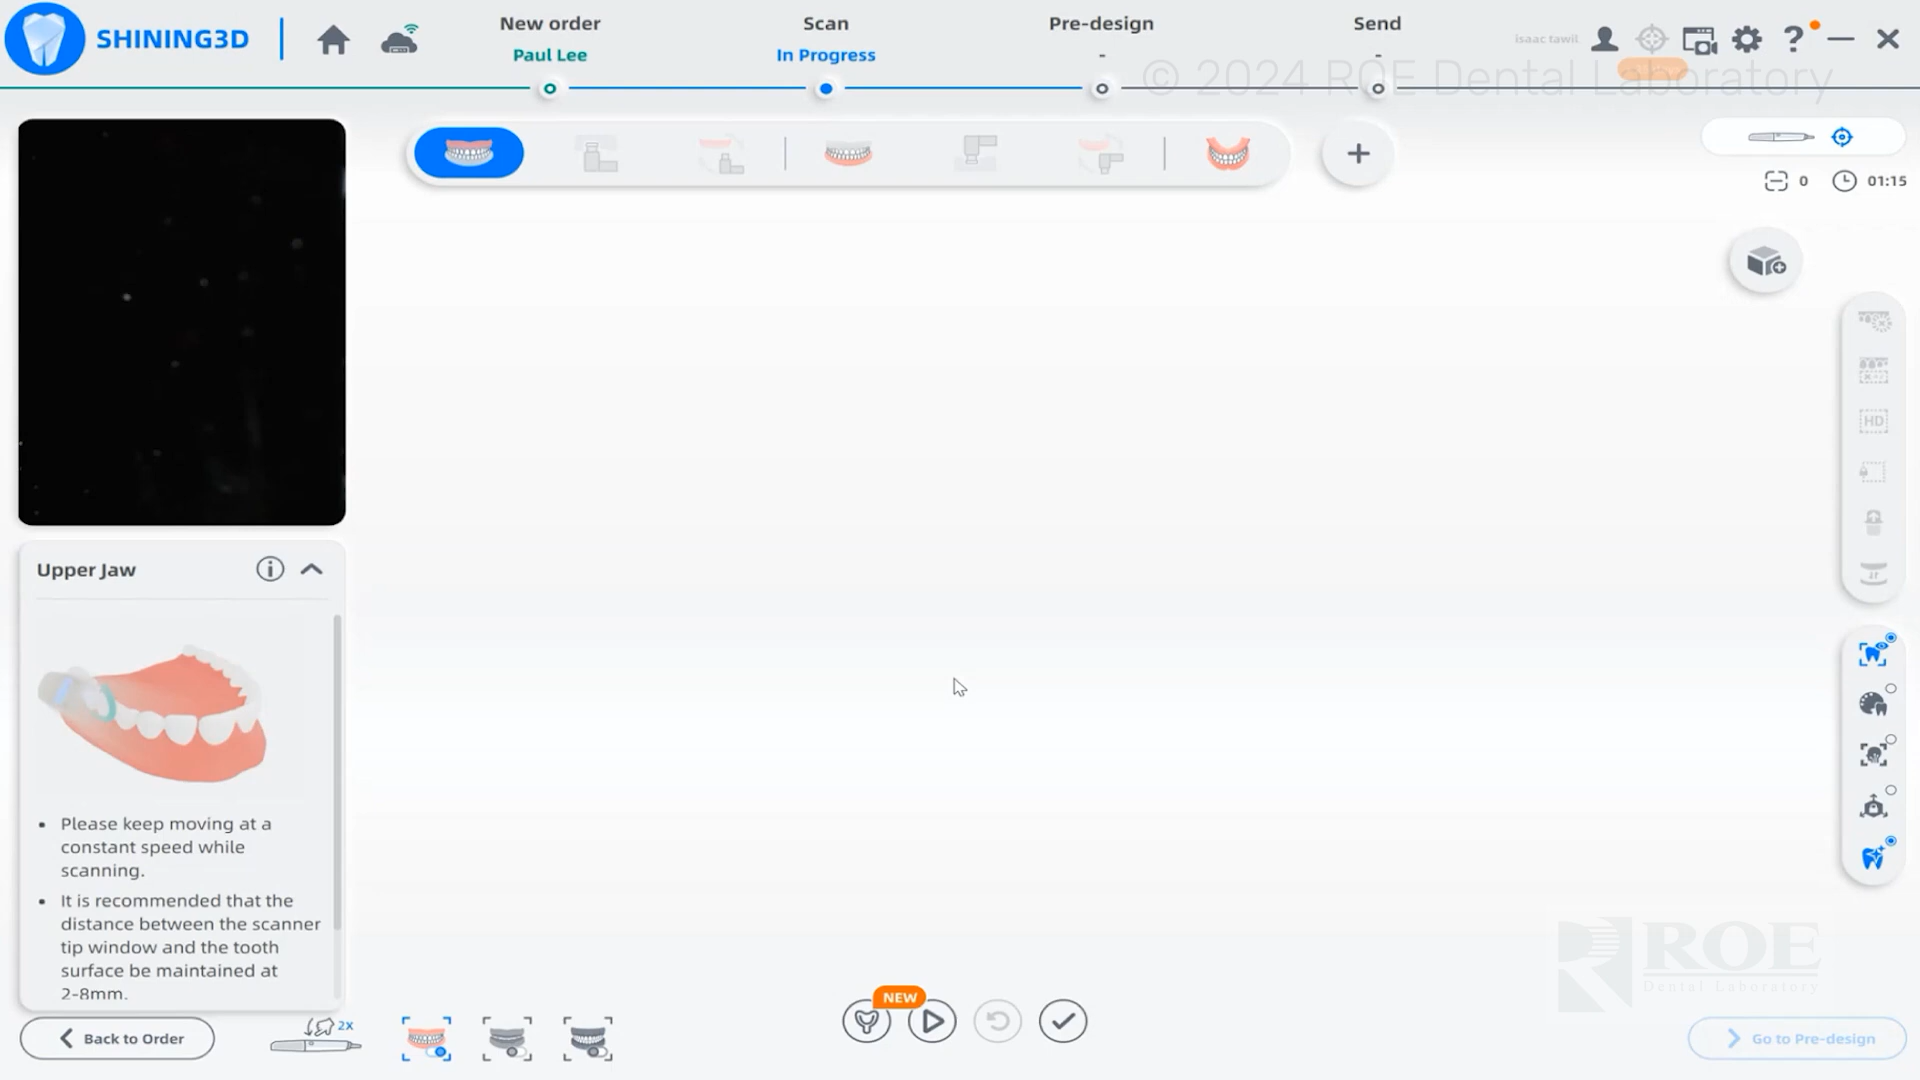 SHINING3D
New order
Paul Lee
Scan
In Progress
Pre-design
-
Send
-
isaac tawil
© 2024 ROE Dental Laboratory
0
01:15
HD
Upper Jaw
Please keep moving at a
constant speed while
scanning.
It is recommended that the
distance between the scanner
tip window and the tooth
surface be maintained at
2-8mm.
Back to Order
2X
NEW
ROE
Dental Laboratory
Go to Pre-design